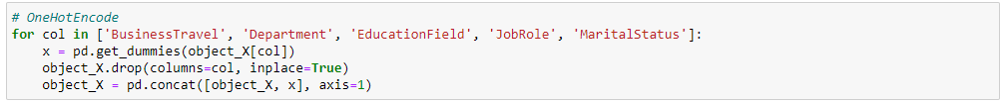 # OneHotEncode
for col in ['BusinessTravel', 'Department', 'EducationField', 'JobRole', 'MaritalStatus']:
    x = pd.get_dummies(object_X[col])
    object_X.drop(columns=col, inplace=True)
    object_X = pd.concat([object_X, x], axis=1)